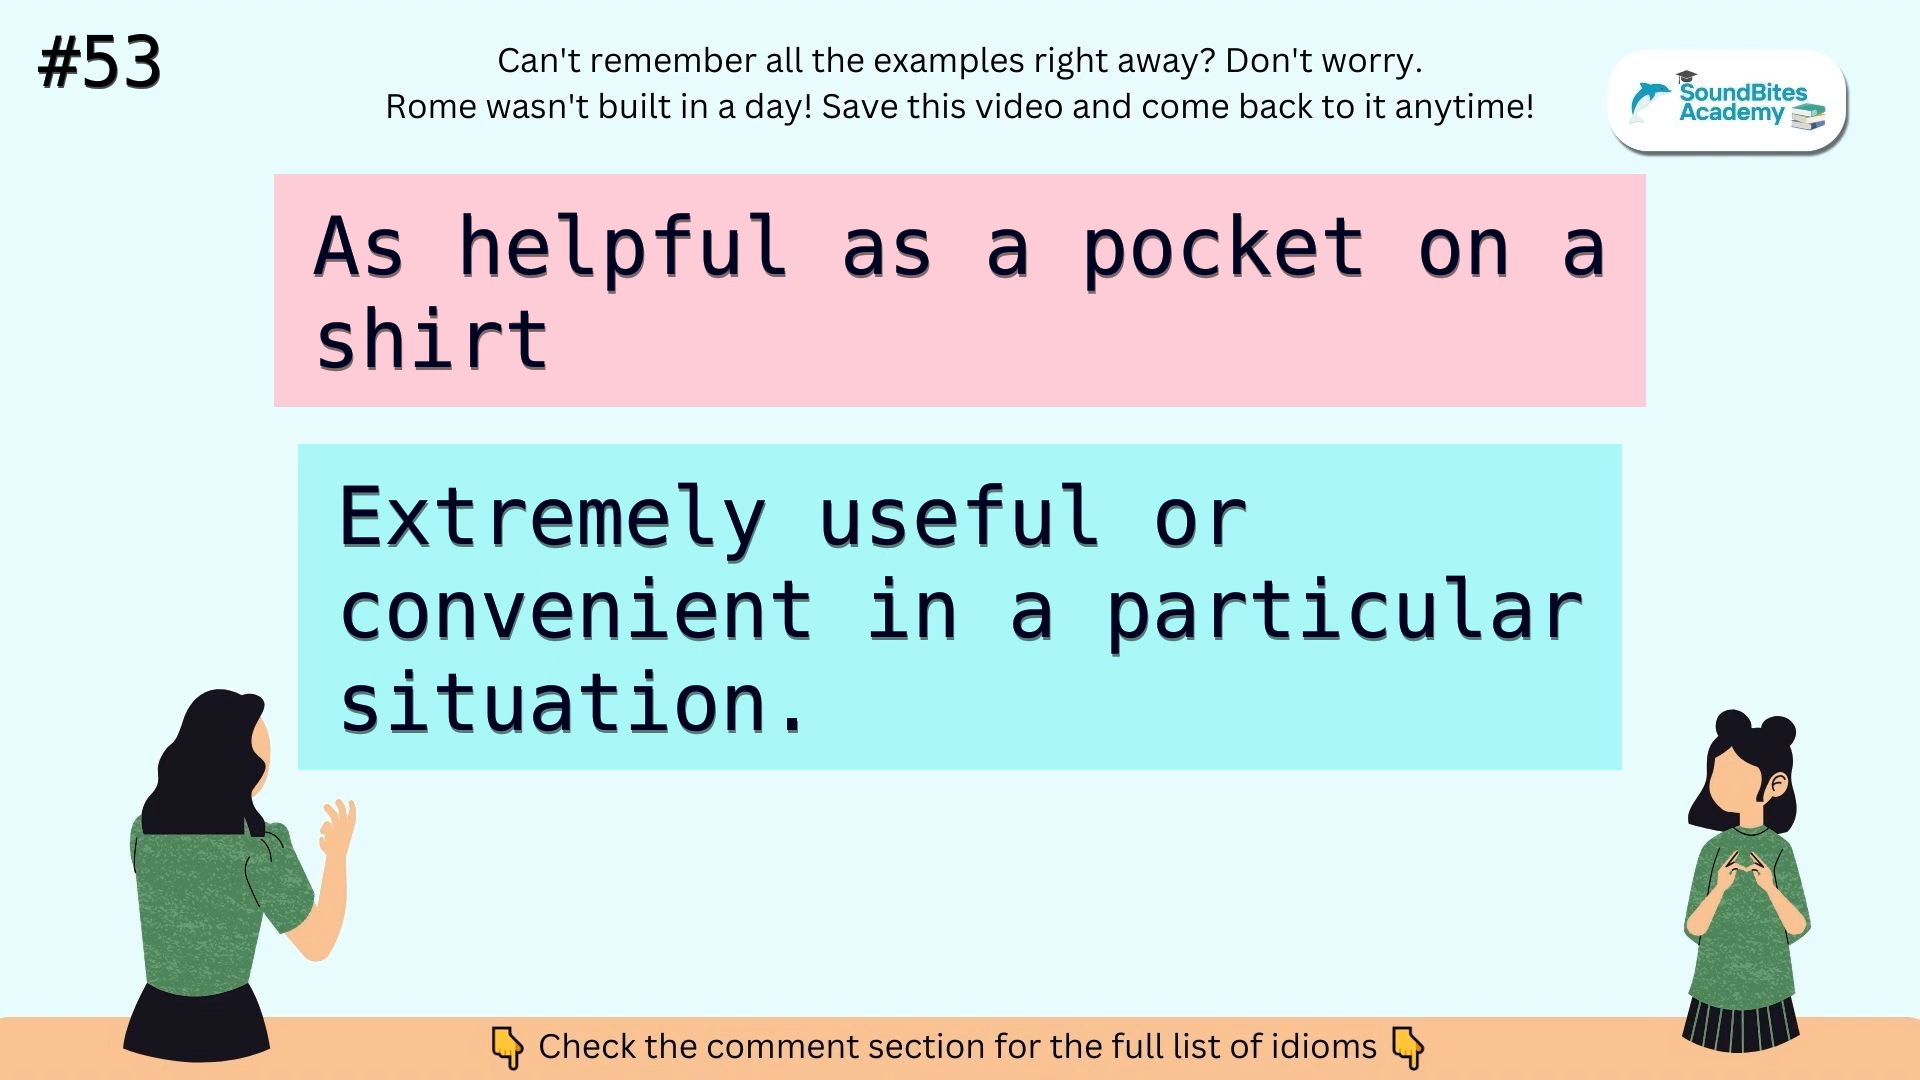 #53
Can't remember all the examples right away? Don't worry.
Rome wasn't built in a day! Save this video and come back to it anytime!
SoundBites
Academy
As helpful as a pocket on a
shirt
Extremely useful or
convenient in a particular
situation.
👇 Check the comment section for the full list of idioms 👇